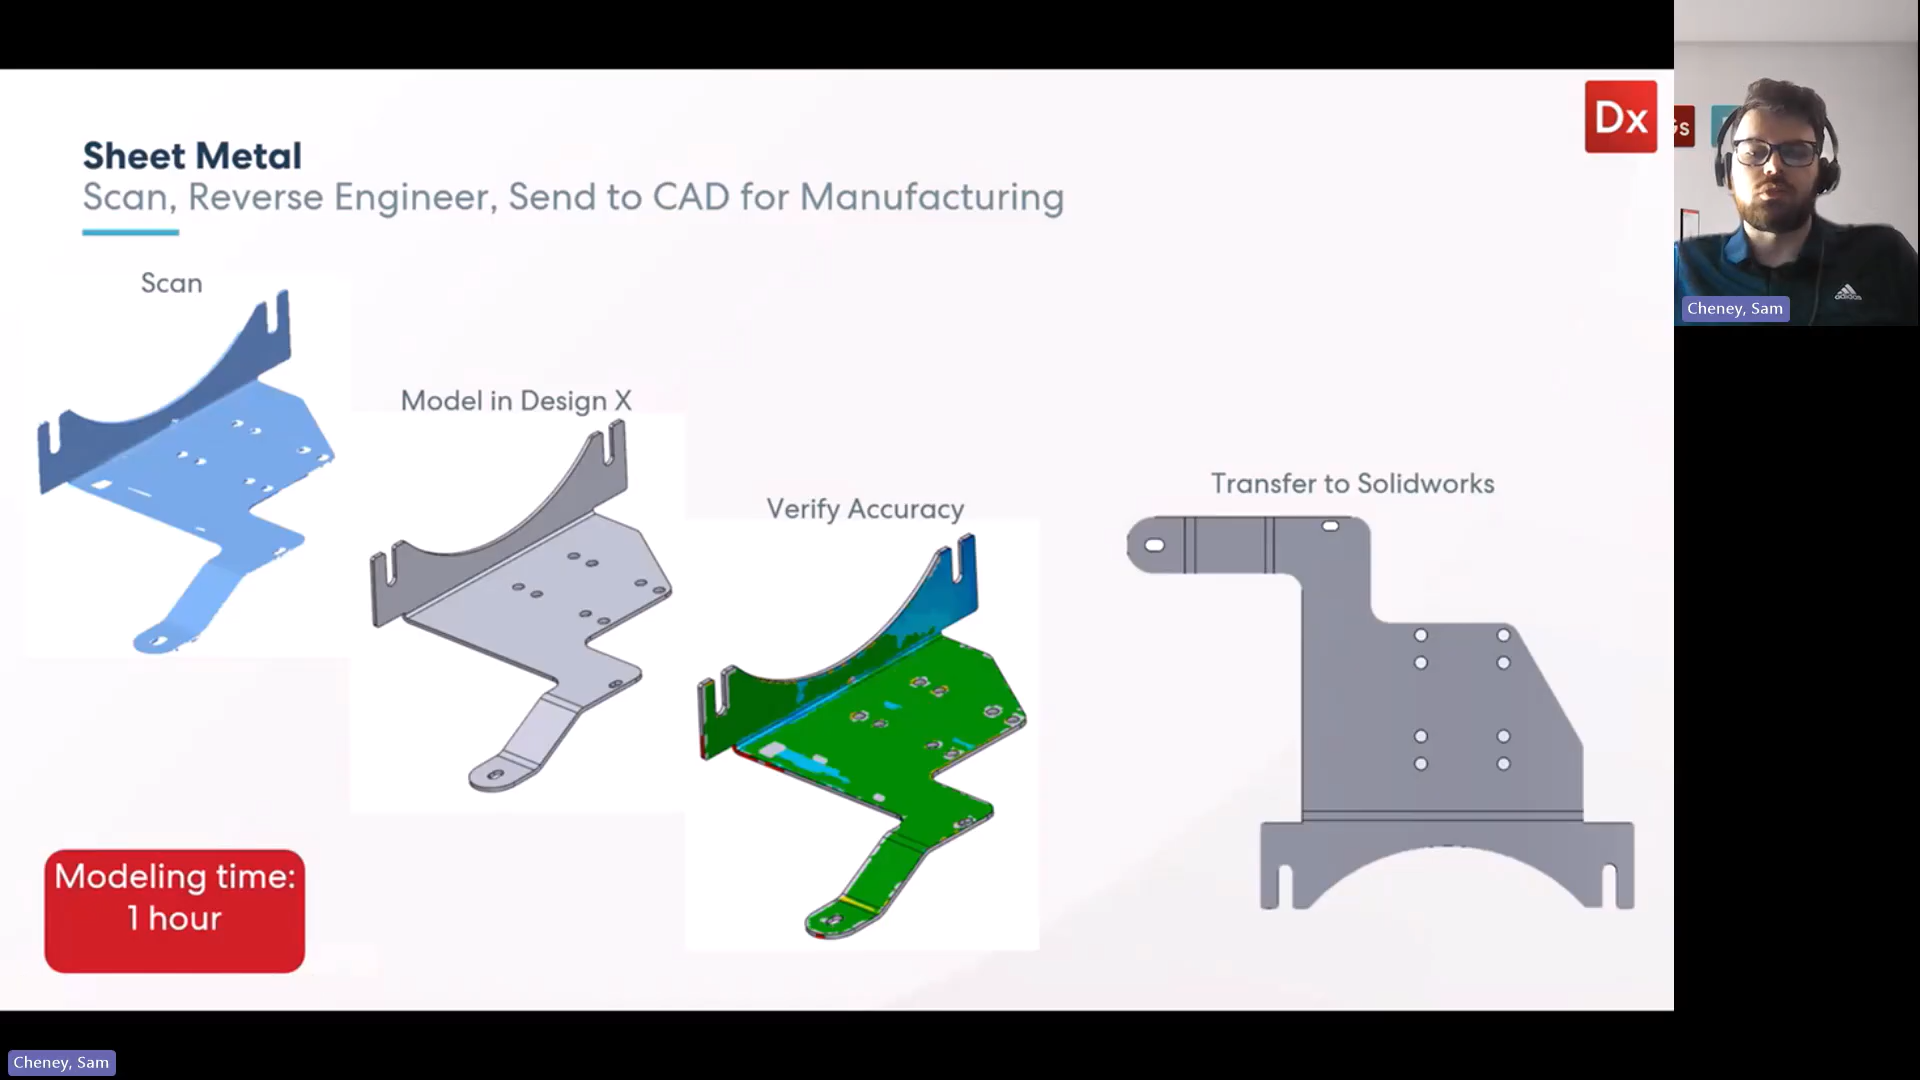 Dx
Sheet Metal
Scan, Reverse Engineer, Send to CAD for Manufacturing
Scan
Model in Design X
Verify Accuracy
Transfer to Solidworks
Modeling time:
1 hour
s
adidas
Cheney, Sam
Cheney, Sam